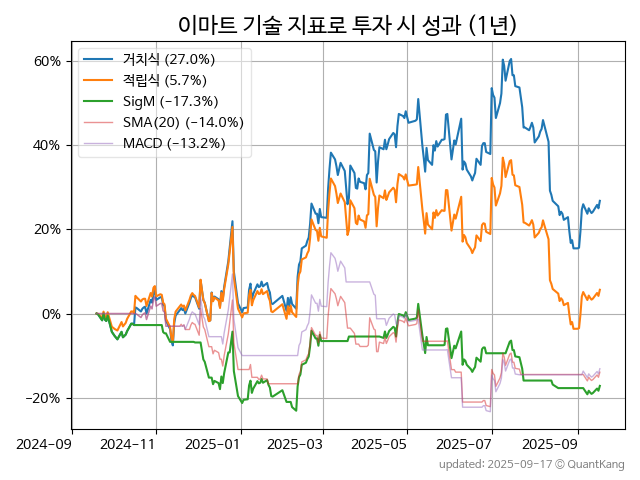 이마트 기술 지표로 투자 시 성과 (1년)
거치식 (27.0%)
적립식 (5.7%)
SigM (−17.3%)
SMA(20) (−14.0%)
MACD (−13.2%)
60%
40%
20%
0%
−20%
2024-09
2024-11
2025-01
2025-03
2025-05
2025-07
2025-09
updated: 2025-09-17 © QuantKang